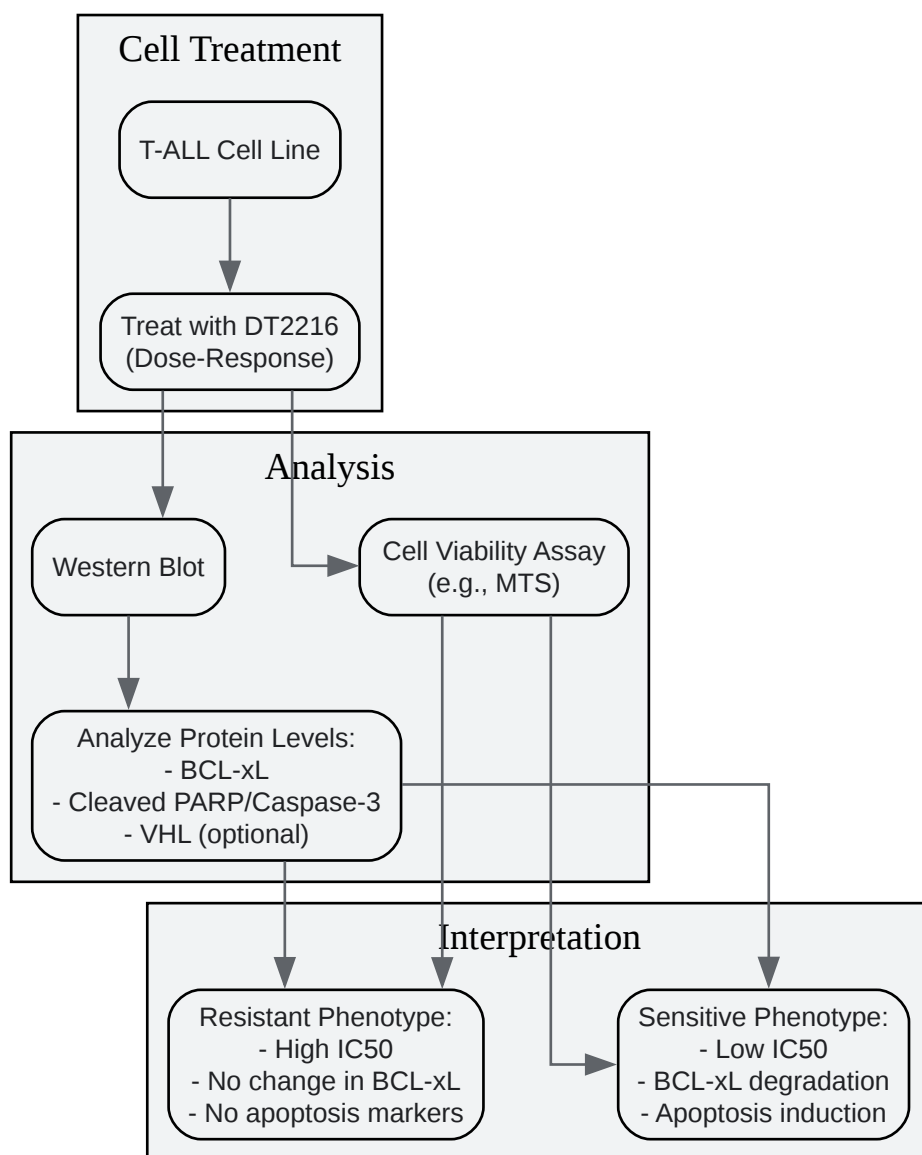 Cell Treatment
T-ALL Cell Line
Treat with DT2216
(Dose-Response)
Analysis
Western Blot
Cell Viability Assay
(e.g., MTS)
Analyze Protein Levels:
- BCL-xL
- Cleaved PARP/Caspase-3
- VHL (optional)
Interpretation
Resistant Phenotype:
- High IC50
- No change in BCL-xL
- No apoptosis markers
Sensitive Phenotype:
- Low IC50
- BCL-xL degradation
- Apoptosis induction